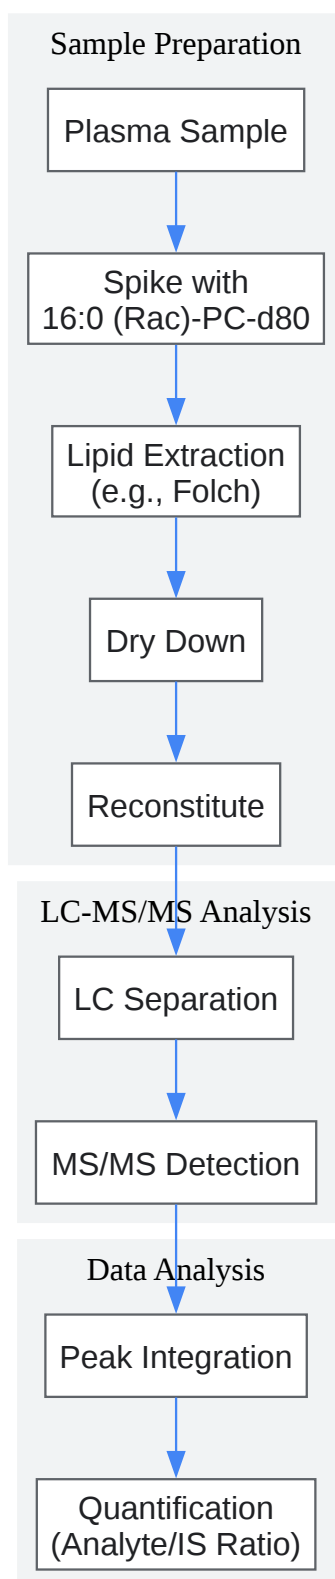 Sample Preparation
Plasma Sample
Spike with
16:0 (Rac)-PC-d80
Lipid Extraction
(e.g., Folch)
Dry Down
Reconstitute
LC-MS/MS Analysis
LC Separation
MS/MS Detection
Data Analysis
Peak Integration
Quantification
(Analyte/IS Ratio)